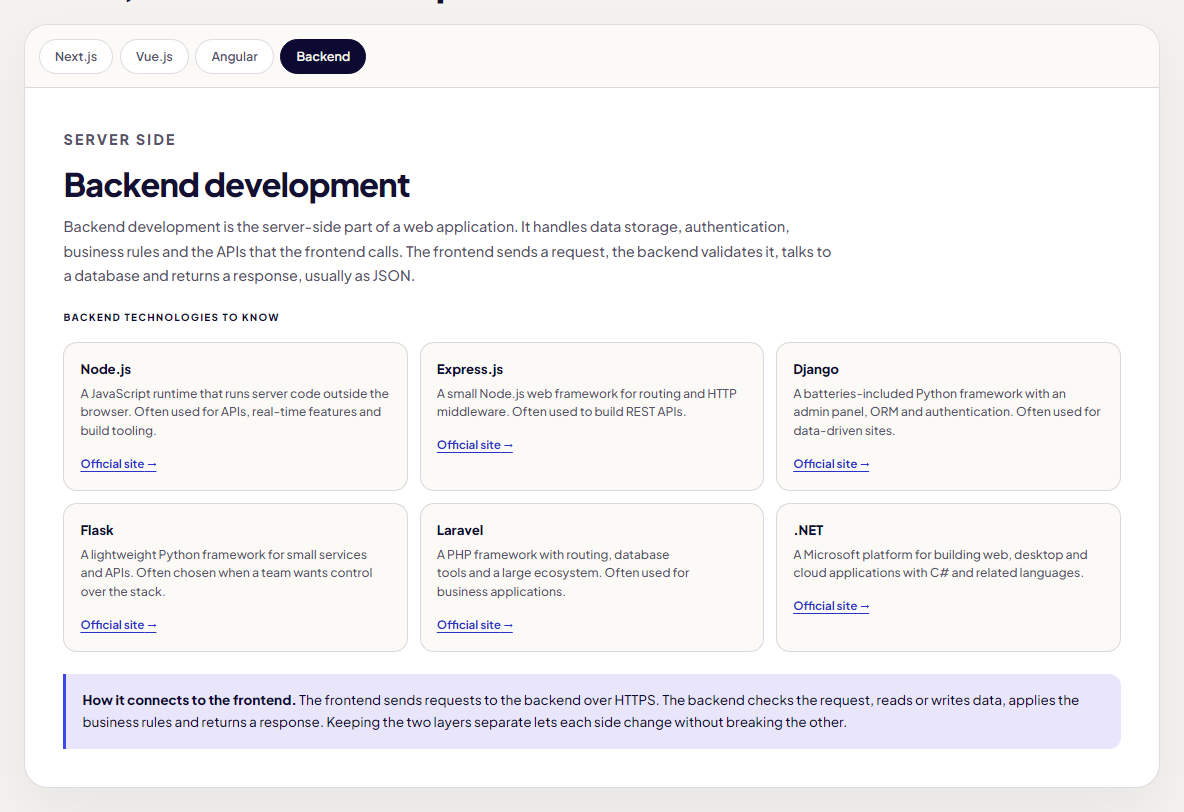 Next.js
Vue.js
Angular
Backend
SERVER SIDE
Backend development
Backend development is the server-side part of a web application. It handles data storage, authentication,
business rules and the APIs that the frontend calls. The frontend sends a request, the backend validates it, talks to
a database and returns a response, usually as JSON.
BACKEND TECHNOLOGIES TO KNOW
Node.js
A JavaScript runtime that runs server code outside the
browser. Often used for APIs, real-time features and
build tooling.
Official site →
Express.js
A small Node.js web framework for routing and HTTP
middleware. Often used to build REST APIs.
Official site →
Django
A batteries-included Python framework with an
admin panel, ORM and authentication. Often used for
data-driven sites.
Official site →
Flask
A lightweight Python framework for small services
and APIs. Often chosen when a team wants control
over the stack.
Official site →
Laravel
A PHP framework with routing, database
tools and a large ecosystem. Often used for
business applications.
Official site →
.NET
A Microsoft platform for building web, desktop and
cloud applications with C# and related languages.
Official site →
How it connects to the frontend. The frontend sends requests to the backend over HTTPS. The backend checks the request, reads or writes data, applies the
business rules and returns a response. Keeping the two layers separate lets each side change without breaking the other.